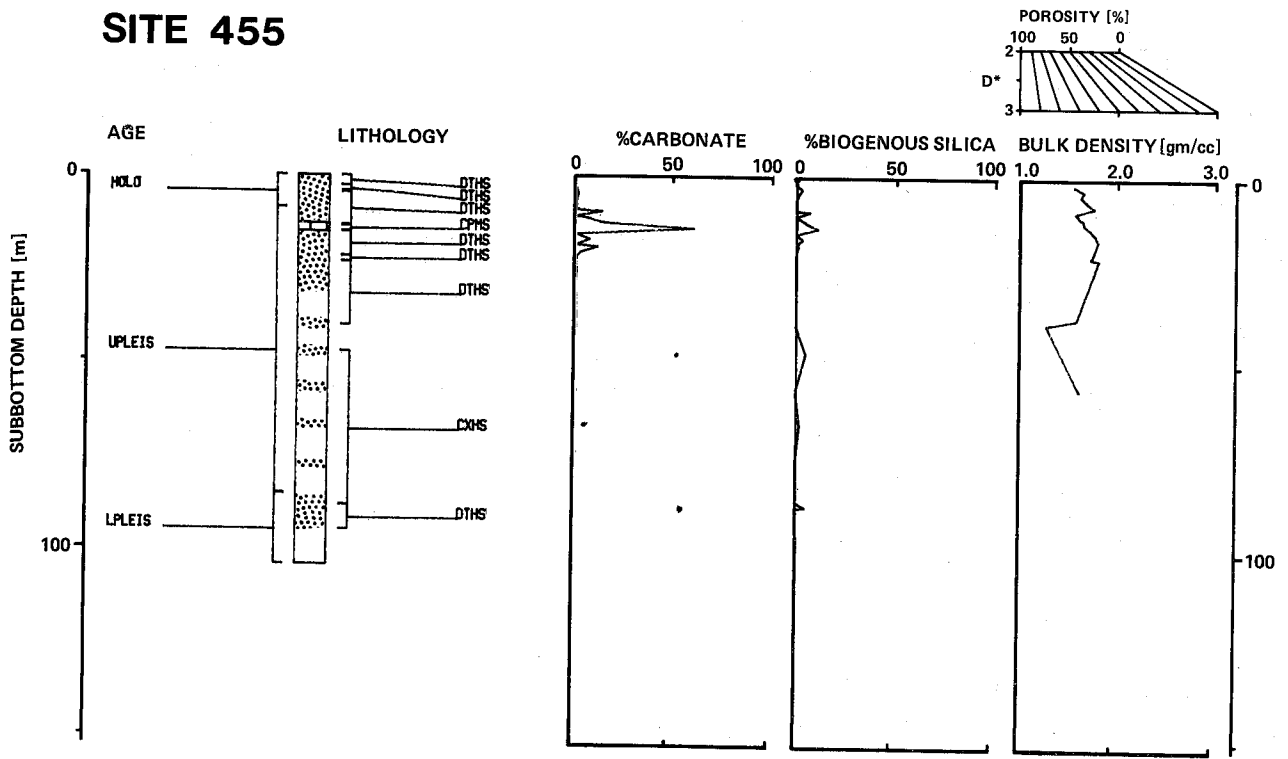 SITE 455
POROSITY [%]
100 50 0
2
D*
3
AGE
LITHOLOGY
%CARBONATE
%BIOGENOUS SILICA
BULK DENSITY [gm/cc]
0 50 100
0 50 100
1.0 2.0 3.0
0
0
HOLO
DTHS
DTHS
DTHS
CPMS
DTHS
DTHS
DTHS
SUBBOTTOM DEPTH [m]
UPLEIS
CXHS
LPLEIS
DTHS
100
100